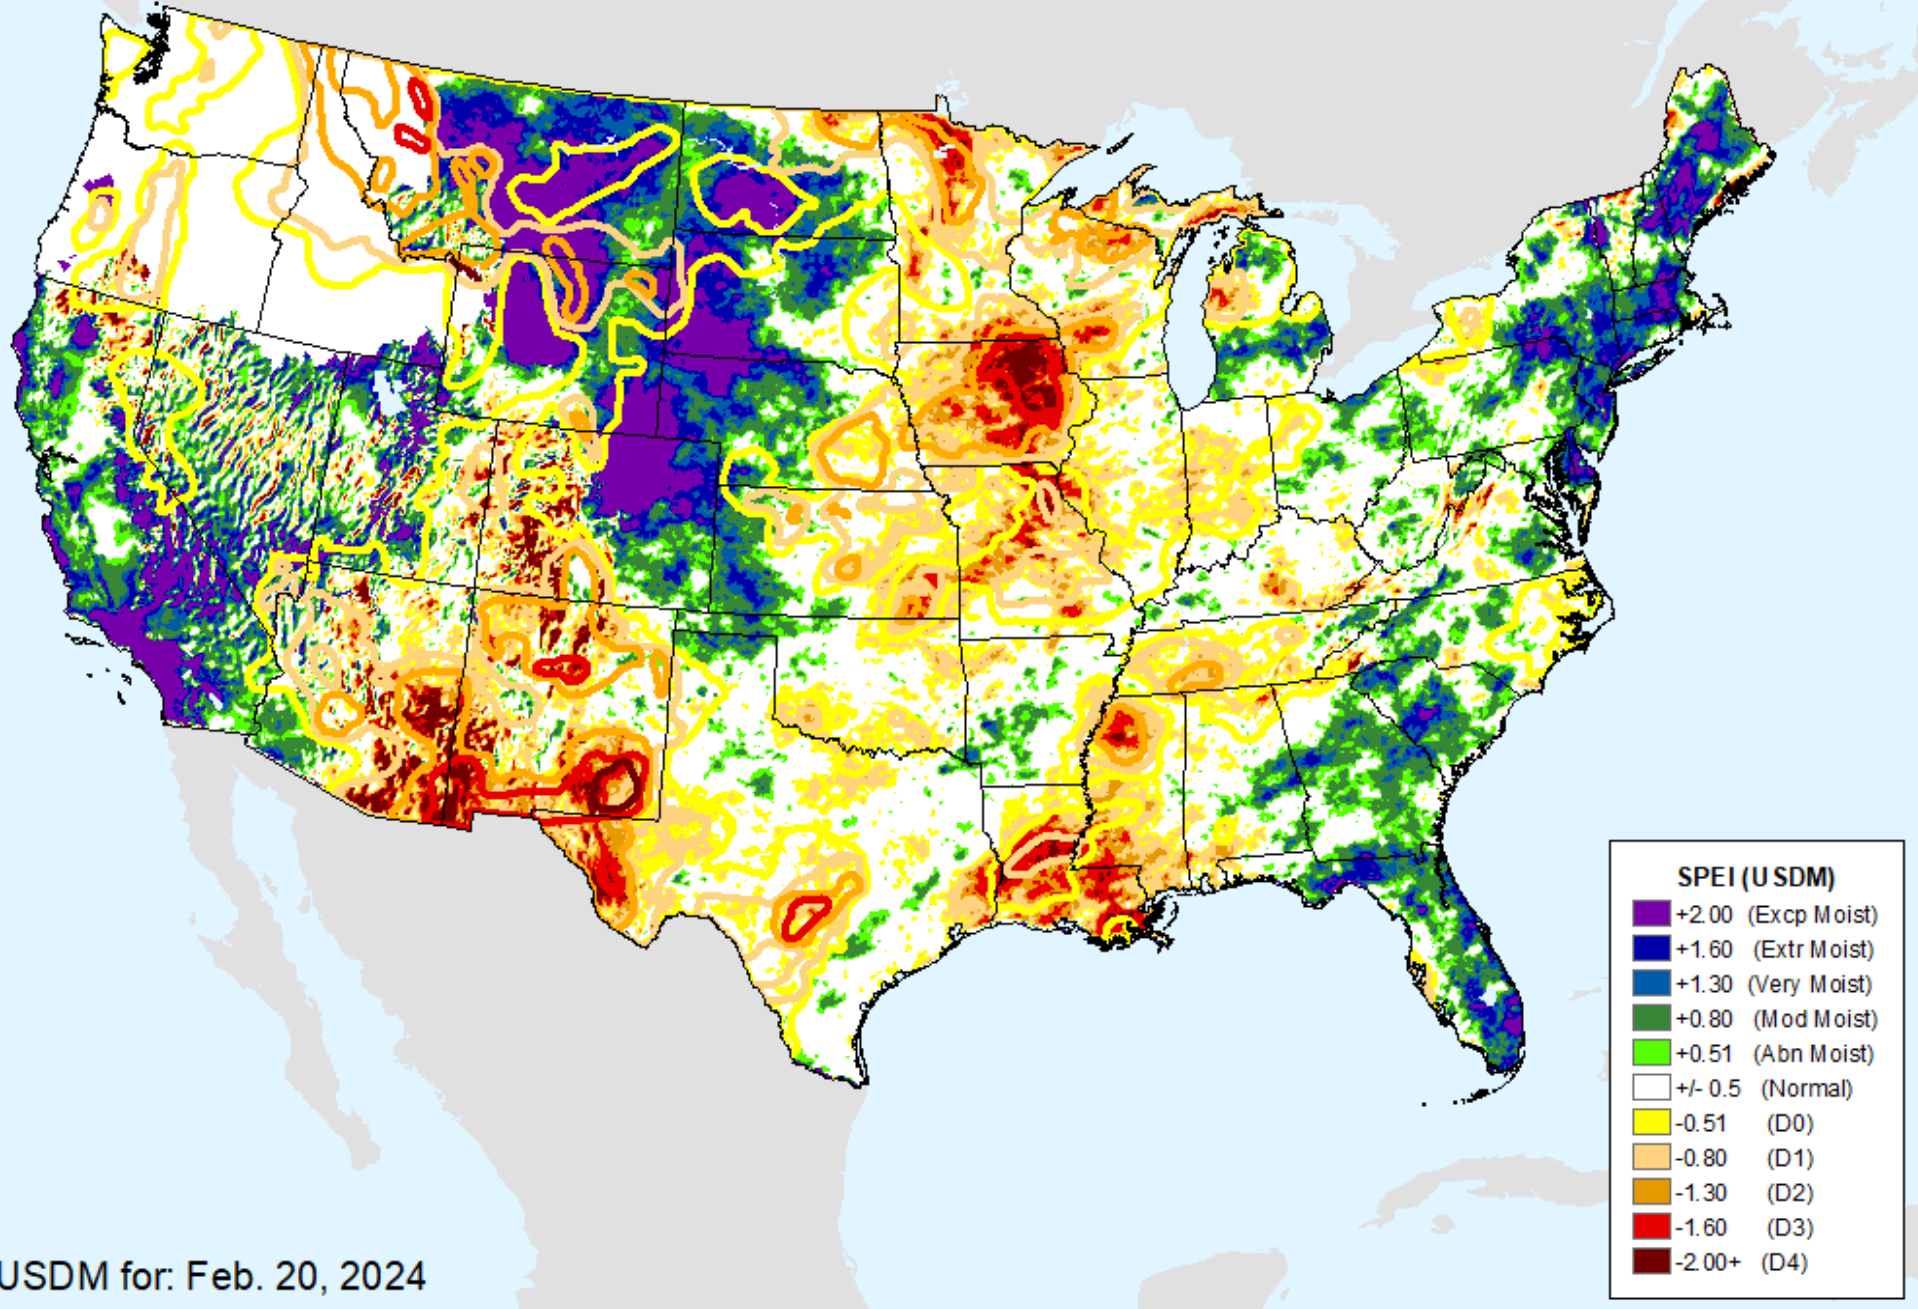 SPEI (USDM)
+2.00 (Excp Moist)
+1.60 (Extr Moist)
+1.30 (Very Moist)
+0.80 (Mod Moist)
+0.51 (Abn Moist)
+/- 0.5 (Normal)
-0.51 (D0)
-0.80 (D1)
-1.30 (D2)
-1.60 (D3)
-2.00+ (D4)
USDM for: Feb. 20, 2024